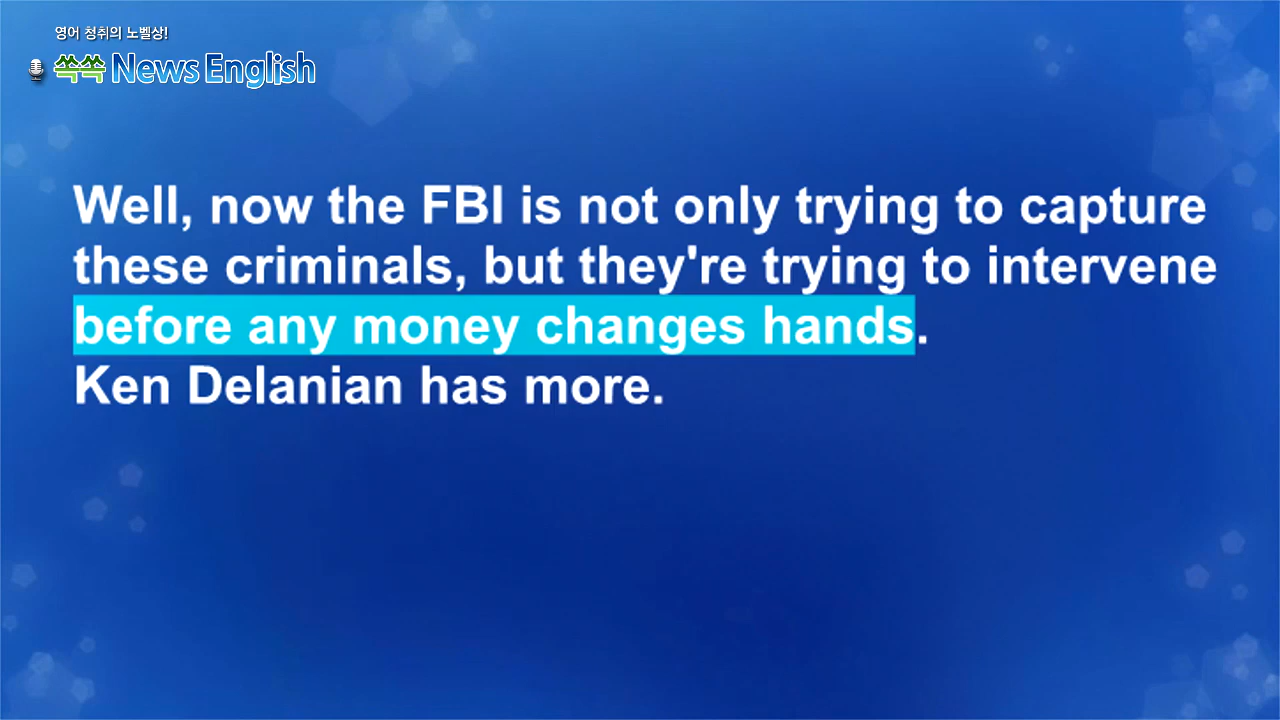 영어 청취의 노벨상!
쏙쏙 News English
Well, now the FBI is not only trying to capture
these criminals, but they're trying to intervene
before any money changes hands.
Ken Delanian has more.